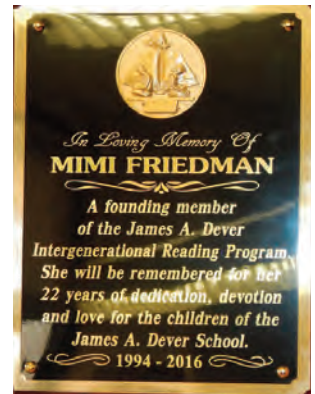 In Loving Memory Of
MIMI FRIEDMAN
A founding member
of the James A. Dever
Intergenerational Reading Program
She will be remembered for her
22 years of dedication, devotion
and love for the children of the
James A. Dever School.
1994 - 2016